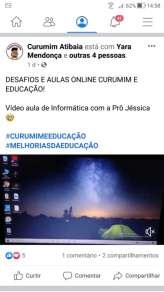 62% 14:58
41
Curumim Atibaia está com Yara
Mendonça e outras 4 pessoas.
1 d
DESAFIOS E AULAS ONLINE CURUMIM E
EDUCAÇÃO!
Vídeo aula de Informática com a Prô Jéssica
#CURUMIMEEDUCAÇÃO
#MELHORIASDAEDUCAÇÃO
5
1 comentário • 2 compartilhamentos
Curtir
Comentar
Compartilhar